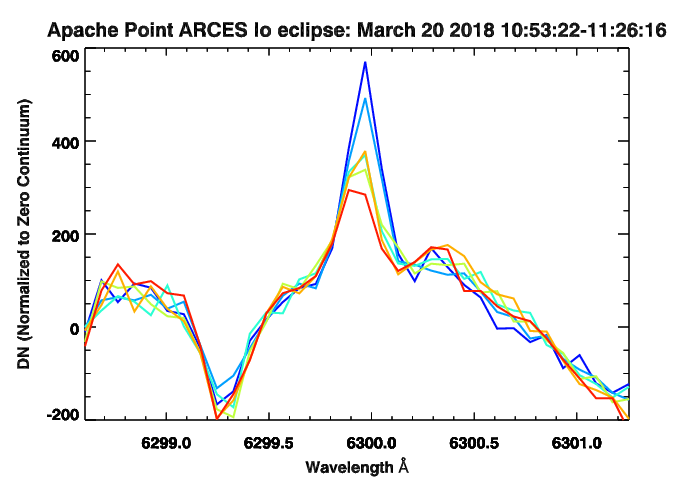 Apache Point ARCES Io eclipse: March 20 2018 10:53:22-11:26:16
600
400
200
0
-200
DN (Normalized to Zero Continuum)
6299.0 6299.5 6300.0 6300.5 6301.0
Wavelength Å